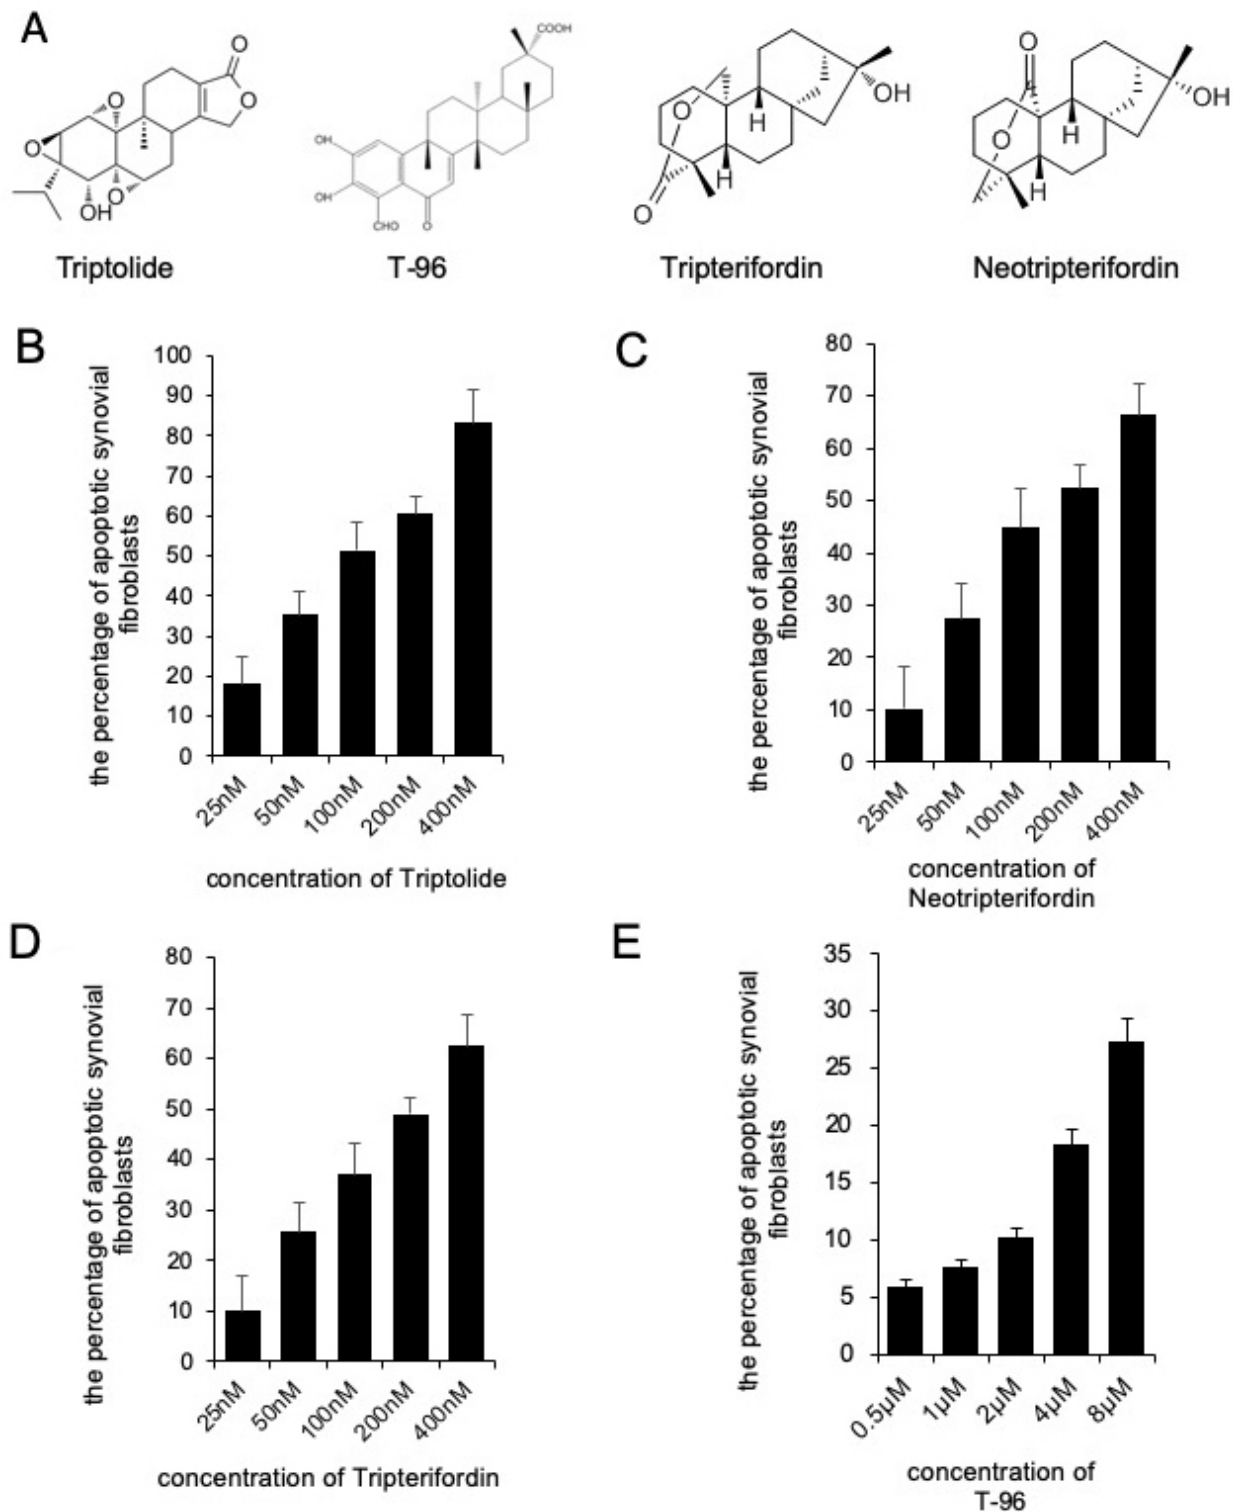 A
O
O
O
O
O
OH
COOH
OH
OH
CHO
O
O
O
H
H
OH
O
O
H
H
OH
Triptolide
T-96
Tripterifordin
Neotripterifordin
B
the percentage of apoptotic synovial
fibroblasts
100
90
80
70
60
50
40
30
20
10
0
25nM
50nM
100nM
200nM
400nM
concentration of Triptolide
C
the percentage of apoptotic synovial
fibroblasts
80
70
60
50
40
30
20
10
0
25nM
50nM
100nM
200nM
400nM
concentration of
Neotripterifordin
D
the percentage of apoptotic synovial
fibroblasts
80
70
60
50
40
30
20
10
0
25nM
50nM
100nM
200nM
400nM
concentration of Tripterifordin
E
the percentage of apoptotic synovial
fibroblasts
35
30
25
20
15
10
5
0
0.5μM
1μM
2μM
4μM
8μM
concentration of
T-96